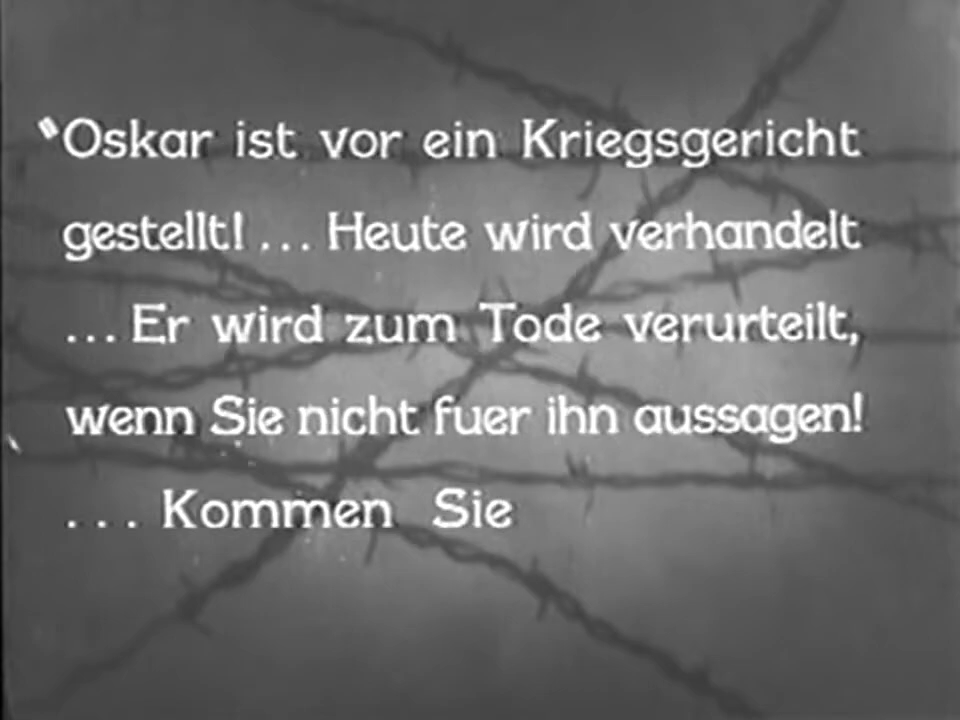 "Oskar ist vor ein Kriegsgericht
gestellt! ... Heute wird verhandelt
... Er wird zum Tode verurteilt,
wenn Sie nicht fuer ihn aussagen!
... Kommen Sie